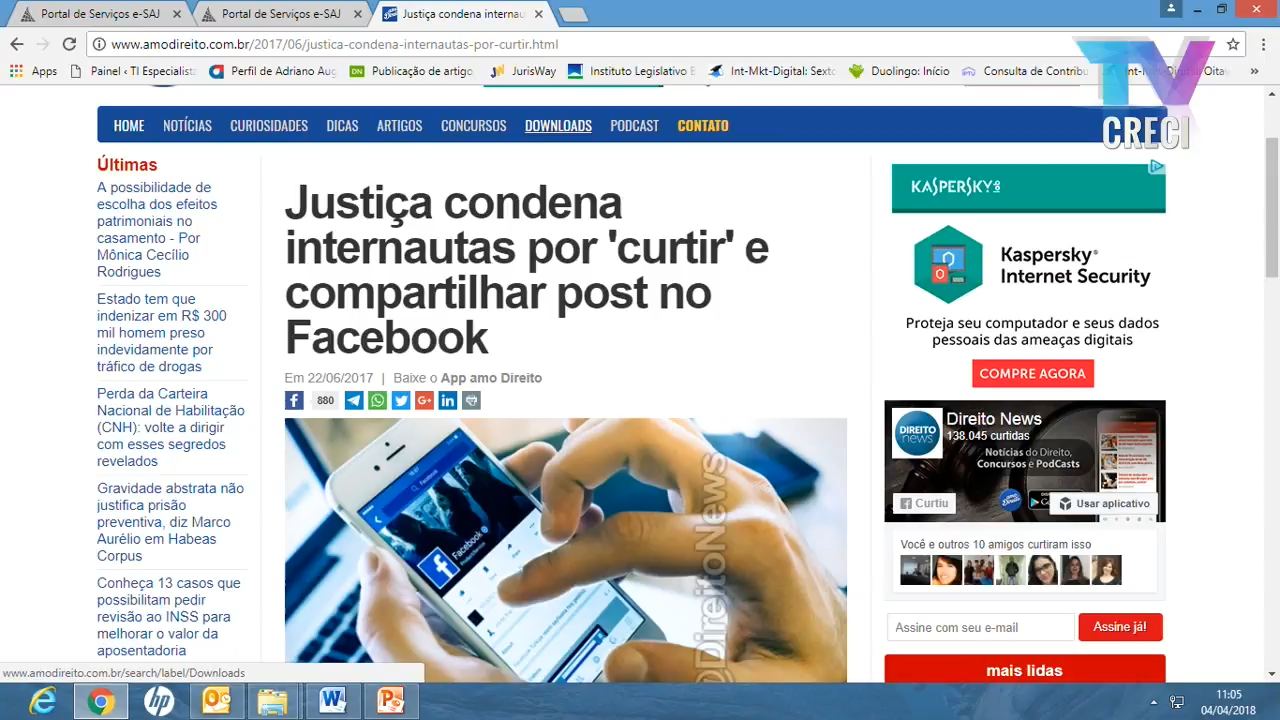 Portal de Serviços e-SAJ
Portal de Serviços e-SAJ
Justiça condena internau
www.amodireito.com.br/2017/06/justica-condena-internautas-por-curtir.html
Apps
Painel ‹ TI Especialist
Perfil de Adriano Aug
Publicação de artigo
JurisWay
Instituto Legislativo
Int-Mkt-Digital: Sexto
Duolingo: Início
Consulta de Contribu
TV
CRECI
HOME NOTÍCIAS CURIOSIDADES DICAS ARTIGOS CONCURSOS DOWNLOADS PODCAST CONTATO
Últimas
A possibilidade de
escolha dos efeitos
patrimoniais no
casamento - Por
Mônica Cecílio
Rodrigues
Estado tem que
indenizar em R$ 300
mil homem preso
indevidamente por
tráfico de drogas
Perda da Carteira
Nacional de Habilitação
(CNH): volte a dirigir
com esses segredos
revelados
Gravidade abstrata não
justifica prisão
preventiva, diz Marco
Aurélio em Habeas
Corpus
Conheça 13 casos que
possibilitam pedir
revisão ao INSS para
melhorar o valor da
aposentadoria
Justiça condena
internautas por 'curtir' e
compartilhar post no
Facebook
Em 22/06/2017 | Baixe o App amo Direito
880
Facebook
@DireitoNews
KASPERSKY
Kaspersky
Internet Security
Proteja seu computador e seus dados
pessoais das ameaças digitais
COMPRE AGORA
DIREITO
news
Direito News
138.045 curtidas
Notícias do Direito,
Concursos e PodCasts
Curtiu
Usar aplicativo
Você e outros 10 amigos curtiram isso
Assine com seu e-mail
Assine já!
mais lidas
www.amodireito.com.br/search/label/Downloads
11:05
04/04/2018